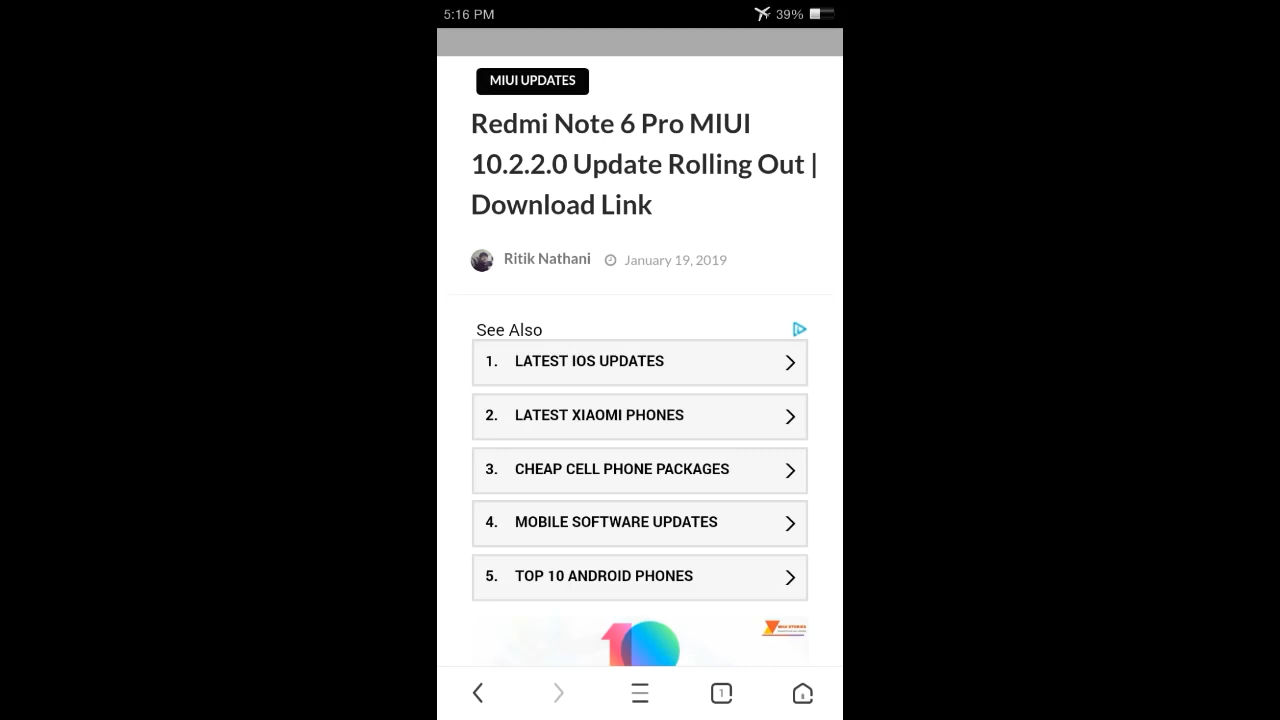 5:16 PM 39%
MIUI UPDATES
Redmi Note 6 Pro MIUI
10.2.2.0 Update Rolling Out |
Download Link
Ritik Nathani January 19, 2019
See Also
1. LATEST IOS UPDATES
2. LATEST XIAOMI PHONES
3. CHEAP CELL PHONE PACKAGES
4. MOBILE SOFTWARE UPDATES
5. TOP 10 ANDROID PHONES
10
1